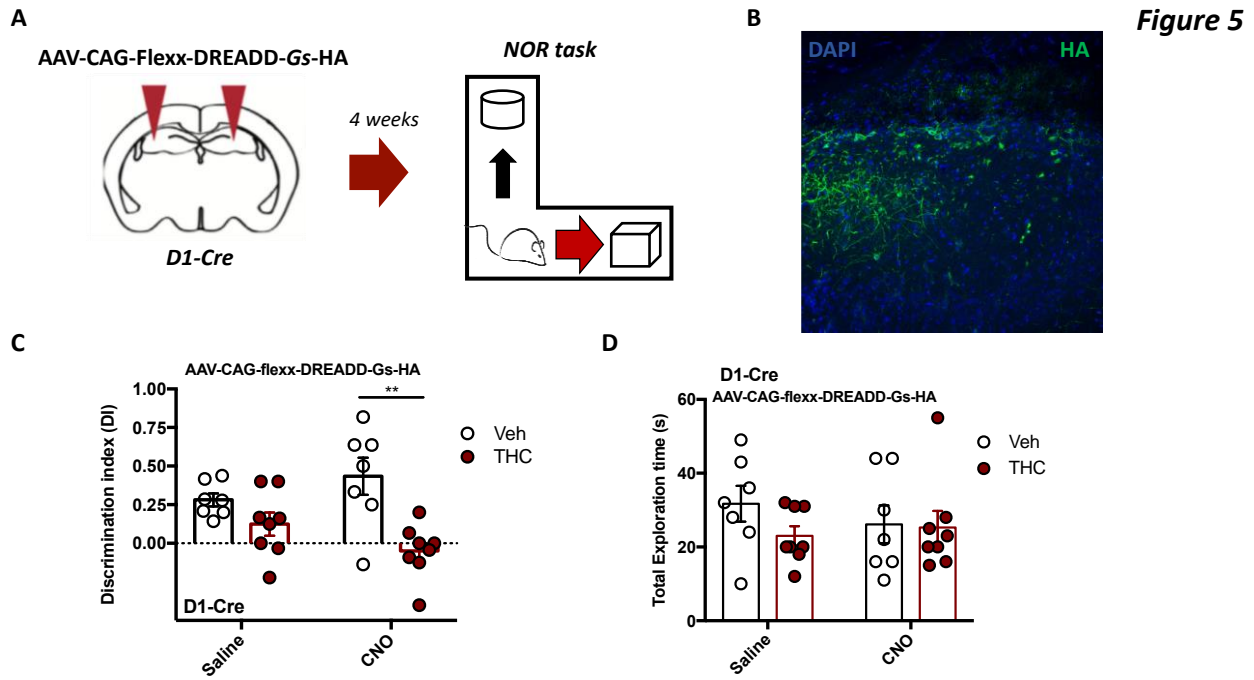 Figure 5
A
AAV-CAG-Flexx-DREADD-Gs-HA
4 weeks
D1-Cre
NOR task
B
DAPI
HA
C
AAV-CAG-flexx-DREADD-Gs-HA
Discrimination index (DI)
1.00
0.75
0.50
0.25
0.00
**
Veh
THC
D1-Cre
Saline
CNO
D
D1-Cre
AAV-CAG-flexx-DREADD-Gs-HA
Total Exploration time (s)
60
40
20
0
Veh
THC
Saline
CNO